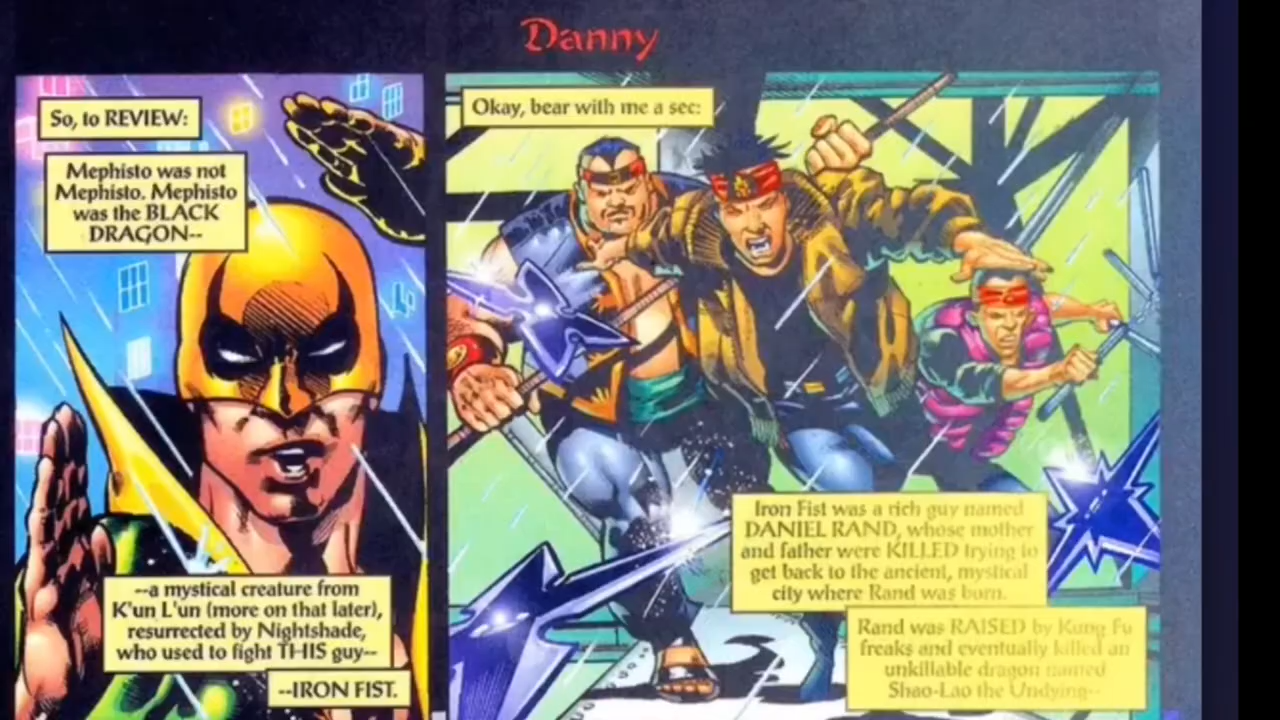 Danny
So, to REVIEW:
Mephisto was not
Mephisto. Mephisto
was the BLACK
DRAGON--
--a mystical creature from
K'un L'un (more on that later),
resurrected by Nightshade,
who used to fight THIS guy--
--IRON FIST.
Okay, bear with me a sec:
Iron Fist was a rich guy named
DANIEL RAND, whose mother
and father were KILLED trying to
get back to the ancient, mystical
city where Rand was born.
Rand was RAISED by Kung Fu
freaks and eventually killed an
unkillable dragon named
Shao-Lao the Undying--